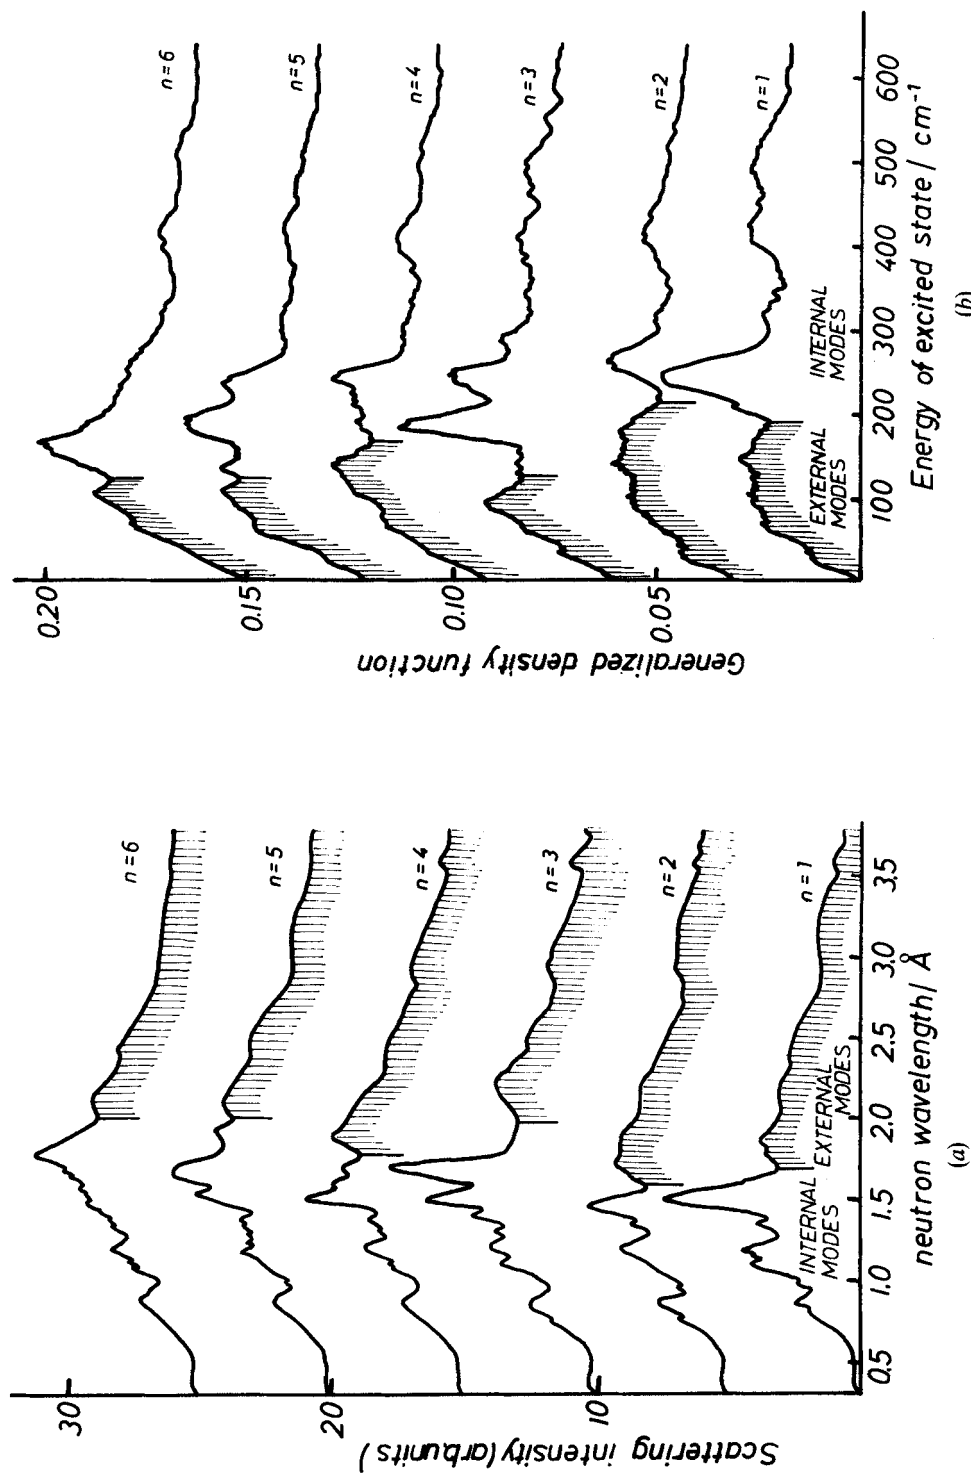 30
20
10
Scattering intensity (arb.units)
n=6
n=5
n=4
n=3
n=2
n=1
INTERNAL
MODES
EXTERNAL
MODES
0.5
1.0
1.5
2.0
2.5
3.0
3.5
neutron wavelength / Å
(a)
0.20
0.15
0.10
0.05
Generalized density function
n=6
n=5
n=4
n=3
n=2
n=1
EXTERNAL
MODES
INTERNAL
MODES
100
200
300
400
500
600
Energy of excited state / cm⁻¹
(b)